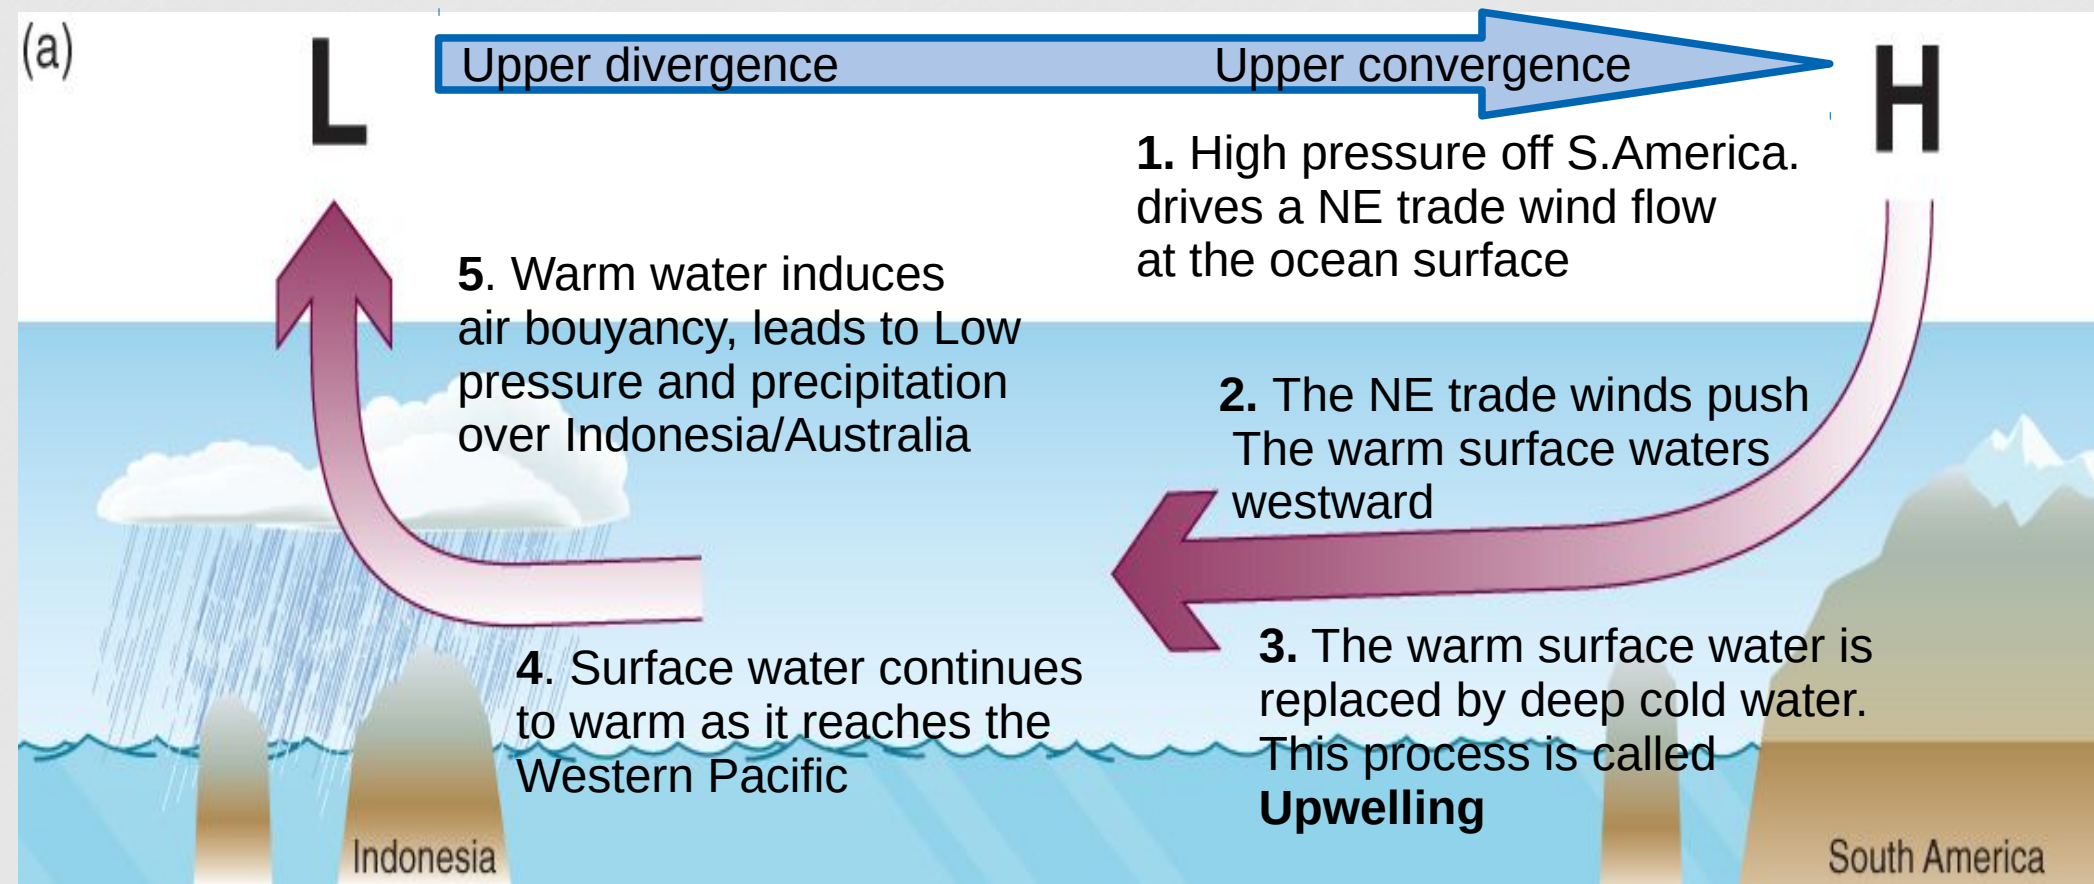 (a)
L
Upper divergence
Upper convergence
H
1. High pressure off S.America.
drives a NE trade wind flow
at the ocean surface
5. Warm water induces
air bouyancy, leads to Low
pressure and precipitation
over Indonesia/Australia
2. The NE trade winds push
The warm surface waters
westward
3. The warm surface water is
replaced by deep cold water.
This process is called
Upwelling
4. Surface water continues
to warm as it reaches the
Western Pacific
Indonesia
South America